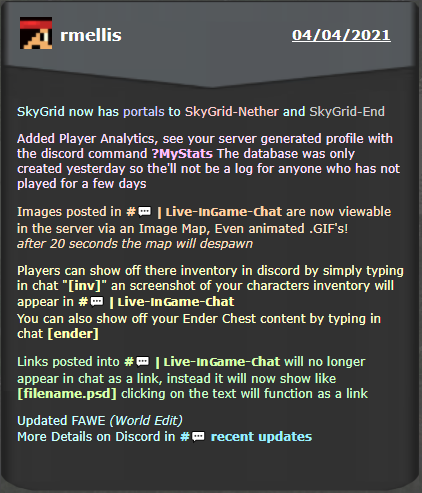 rmellis 04/04/2021
SkyGrid now has portals to SkyGrid-Nether and SkyGrid-End
Added Player Analytics, see your server generated profile with
the discord command ?MyStats The database was only
created yesterday so the'll not be a log for anyone who has not
played for a few days
Images posted in #💬 | Live-InGame-Chat are now viewable
in the server via an Image Map, Even animated .GIF's!
after 20 seconds the map will despawn
Players can show off there inventory in discord by simply typing
in chat "[inv]" an screenshot of your characters inventory will
appear in #💬 | Live-InGame-Chat
You can also show off your Ender Chest content by typing in
chat [ender]
Links posted into #💬 | Live-InGame-Chat will no longer
appear in chat as a link, instead it will now show like
[filename.psd] clicking on the text will function as a link
Updated FAWE (World Edit)
More Details on Discord in #💬 recent updates